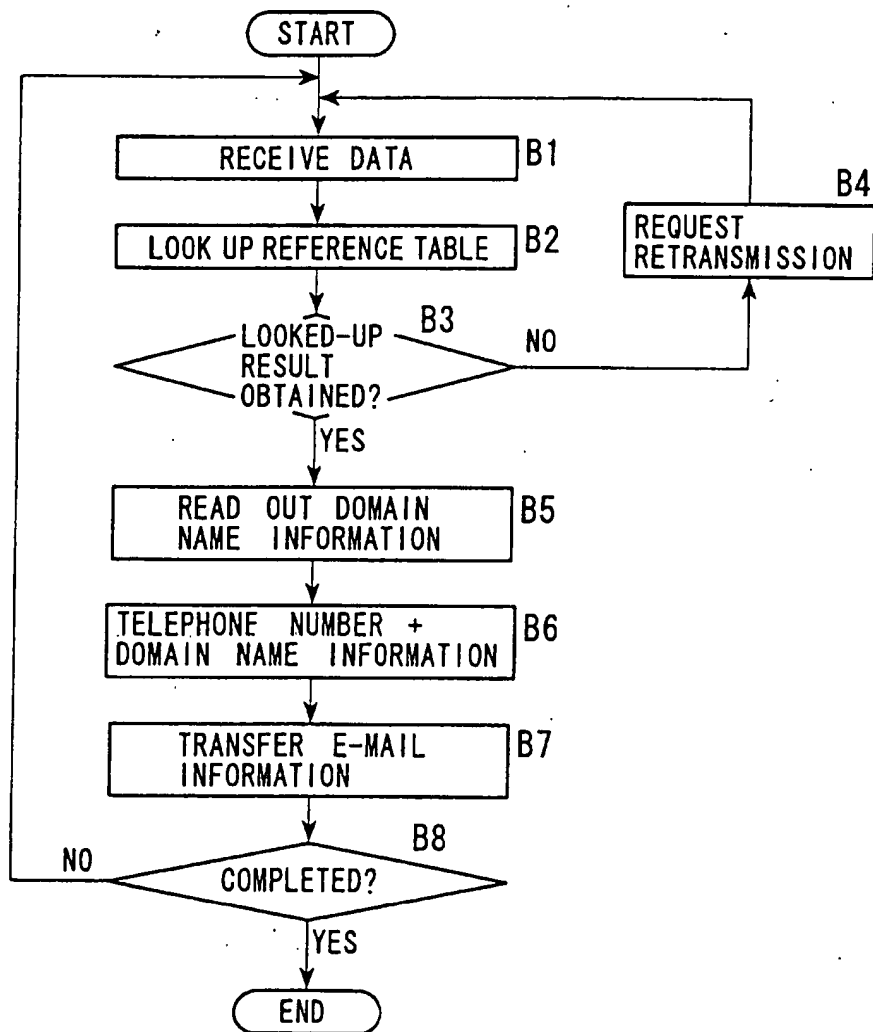 START
RECEIVE DATA
B1
LOOK UP REFERENCE TABLE
B2
B4
REQUEST
RETRANSMISSION
LOOKED-UP
RESULT
OBTAINED?
B3
NO
YES
READ OUT DOMAIN
NAME INFORMATION
B5
TELEPHONE NUMBER +
DOMAIN NAME INFORMATION
B6
TRANSFER E-MAIL
INFORMATION
B7
B8
COMPLETED?
NO
YES
END